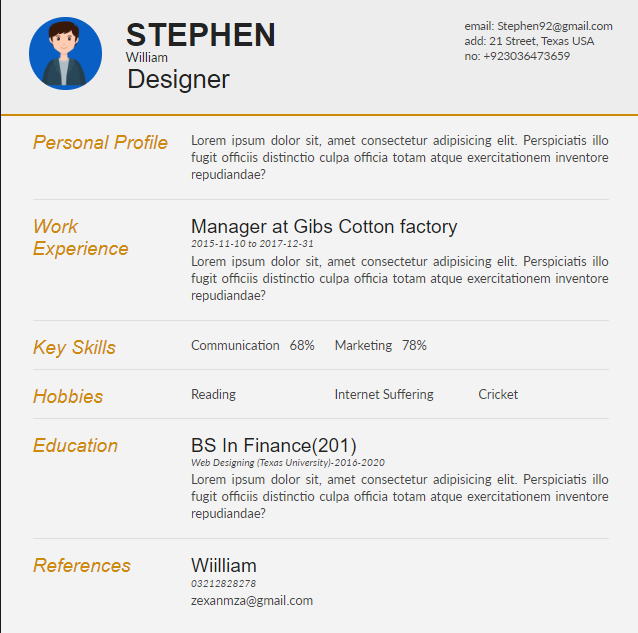 STEPHEN
William
Designer
email: Stephen92@gmail.com
add: 21 Street, Texas USA
no: +923036473659
Personal Profile
Lorem ipsum dolor sit, amet consectetur adipisicing elit. Perspiciatis illo
fugit officiis distinctio culpa officia totam atque exercitationem inventore
repudiandae?
Work
Experience
Manager at Gibs Cotton factory
2015-11-10 to 2017-12-31
Lorem ipsum dolor sit, amet consectetur adipisicing elit. Perspiciatis illo
fugit officiis distinctio culpa officia totam atque exercitationem inventore
repudiandae?
Key Skills
Communication 68% Marketing 78%
Hobbies
Reading Internet Suffering Cricket
Education
BS In Finance(201)
Web Designing (Texas University)-2016-2020
Lorem ipsum dolor sit, amet consectetur adipisicing elit. Perspiciatis illo
fugit officiis distinctio culpa officia totam atque exercitationem inventore
repudiandae?
References
Wiilliam
03212828278
zexanmza@gmail.com